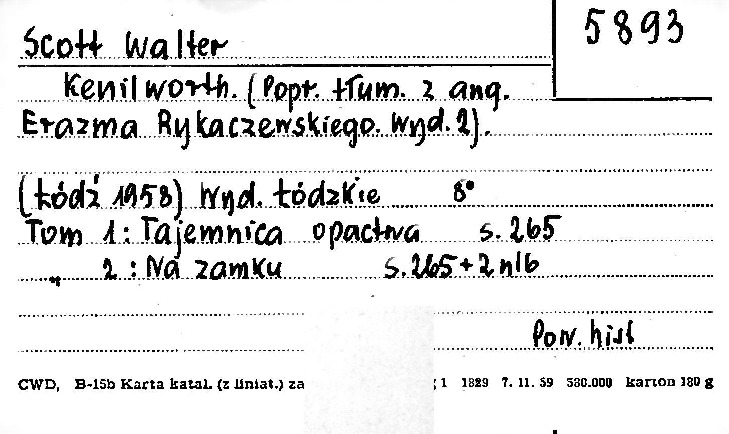 5893
Scott Walter
Kenilworth. (Popr. tłum. z ang.
Erazma Rykaczewskiego. Wyd. 2).
(Łódź 1958) Wyd. Łódzkie 8°
Tom 1: Tajemnica opactwa s. 265
„ 2: Na zamku s. 265 + 2 nlb
Pow. hist
CWD, B-15b Karta katal. (z liniat.) za 1 1829 7. 11. 59 530.000 karton 180 g